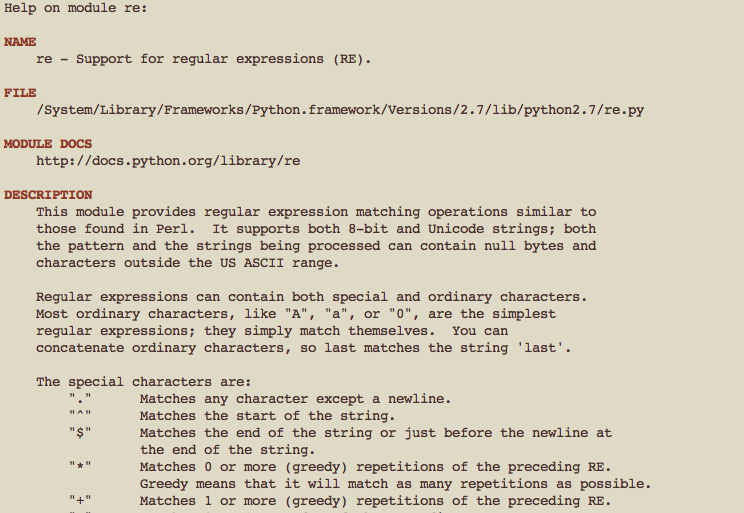 Help on module re:
NAME
re - Support for regular expressions (RE).
FILE
/System/Library/Frameworks/Python.framework/Versions/2.7/lib/python2.7/re.py
MODULE DOCS
http://docs.python.org/library/re
DESCRIPTION
This module provides regular expression matching operations similar to
those found in Perl.  It supports both 8-bit and Unicode strings; both
the pattern and the strings being processed can contain null bytes and
characters outside the US ASCII range.
Regular expressions can contain both special and ordinary characters.
Most ordinary characters, like "A", "a", or "0", are the simplest
regular expressions; they simply match themselves.  You can
concatenate ordinary characters, so last matches the string 'last'.
The special characters are:
"."      Matches any character except a newline.
"^"      Matches the start of the string.
"$"      Matches the end of the string or just before the newline at
the end of the string.
"*"      Matches 0 or more (greedy) repetitions of the preceding RE.
Greedy means that it will match as many repetitions as possible.
"+"      Matches 1 or more (greedy) repetitions of the preceding RE.